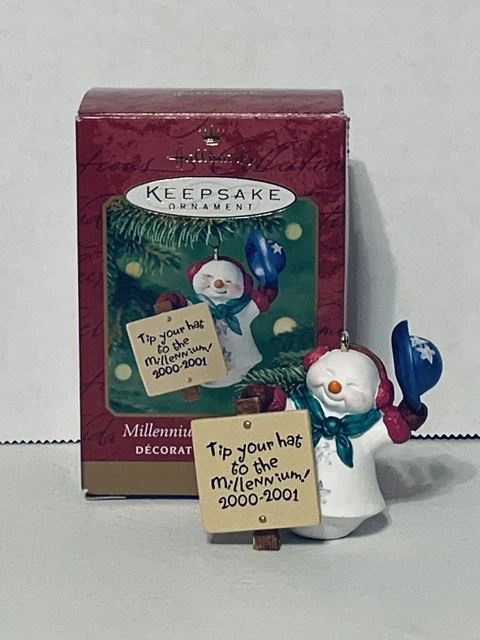 Hallmark
KEEPSAKE
ORNAMENT
Tip your hat
to the
Millennium!
2000-2001
Millenniu
DÉCORAT
Tip your hat
to the
Millennium!
2000-2001